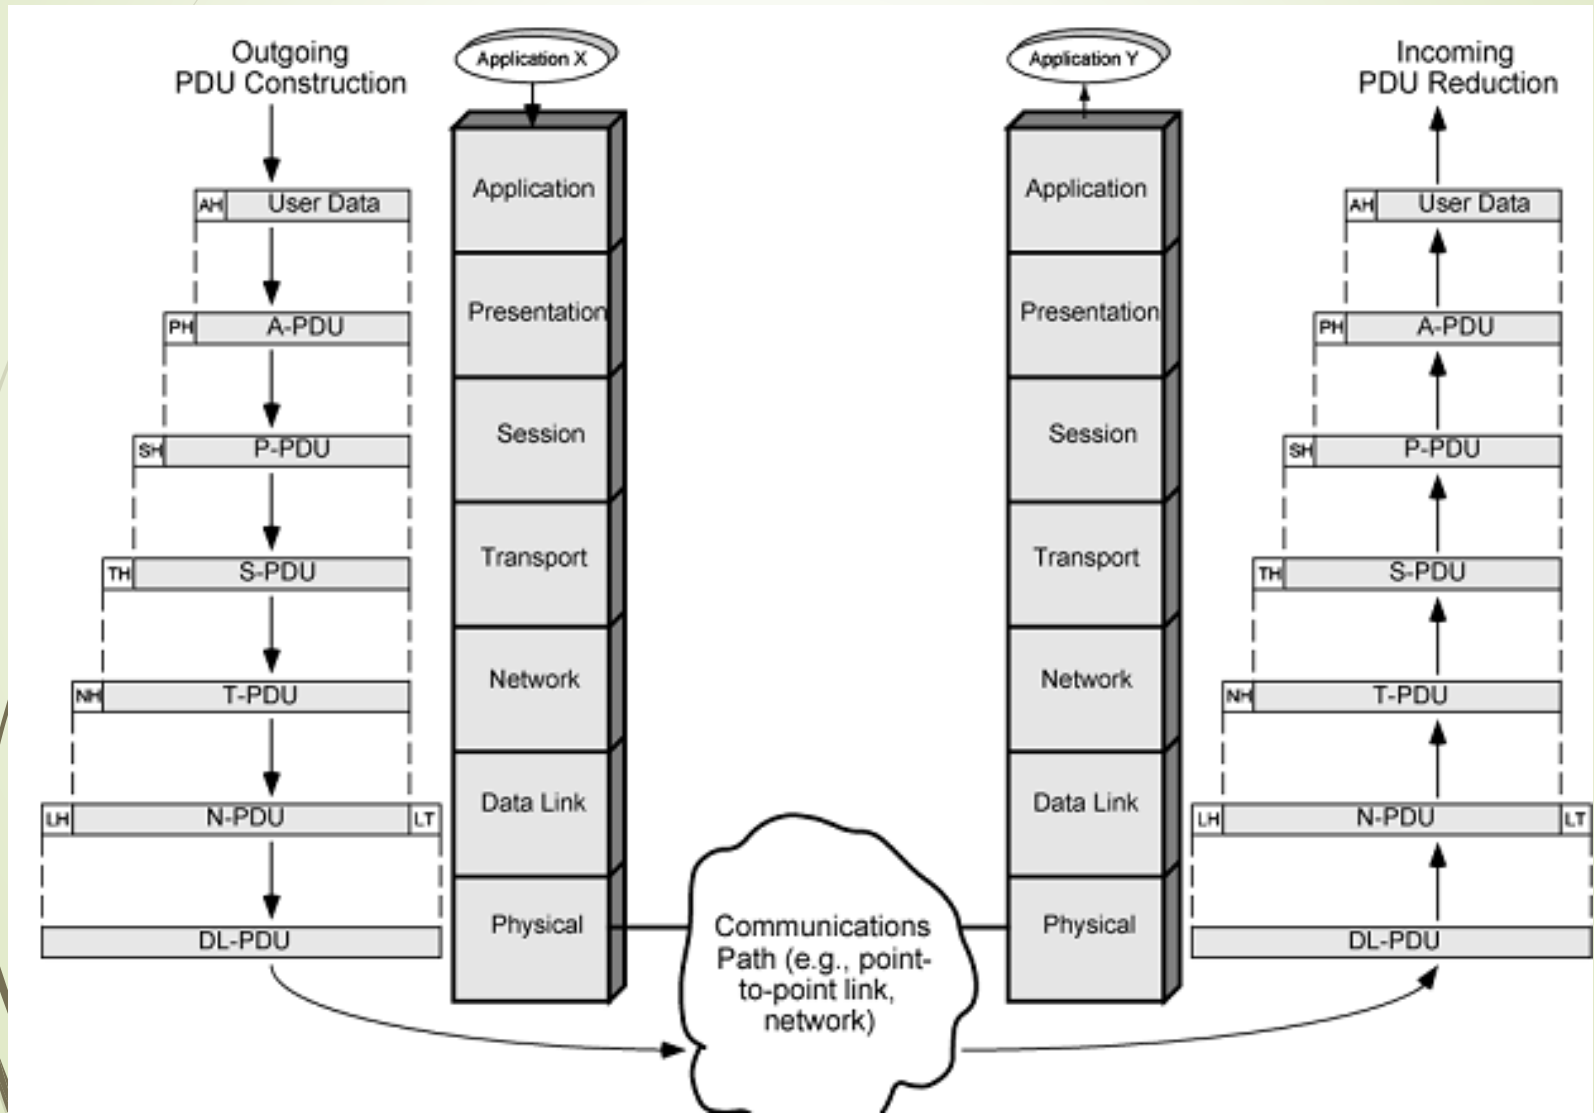 Outgoing
PDU Construction
Application X
Application Y
Incoming
PDU Reduction
AH User Data
Application
Application
AH User Data
PH A-PDU
Presentation
Presentation
PH A-PDU
SH P-PDU
Session
Session
SH P-PDU
TH S-PDU
Transport
Transport
TH S-PDU
NH T-PDU
Network
Network
NH T-PDU
LH N-PDU LT
Data Link
Data Link
LH N-PDU LT
DL-PDU
Physical
Communications
Path (e.g., point-
to-point link,
network)
Physical
DL-PDU